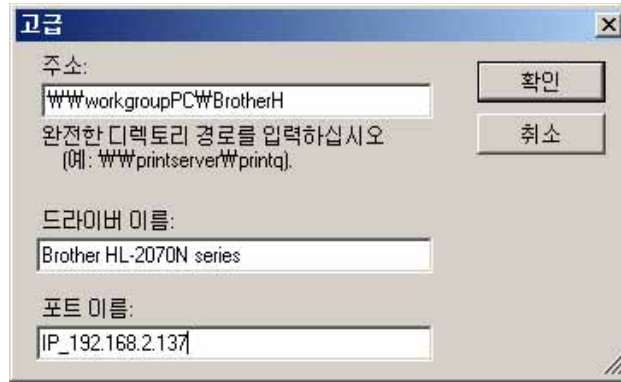 고급
주소:
₩₩workgroupPC₩BrotherH
완전한 디렉토리 경로를 입력하십시오
(예: ₩₩printserver₩printq).
드라이버 이름:
Brother HL-2070N series
포트 이름:
IP_192.168.2.137
확인
취소